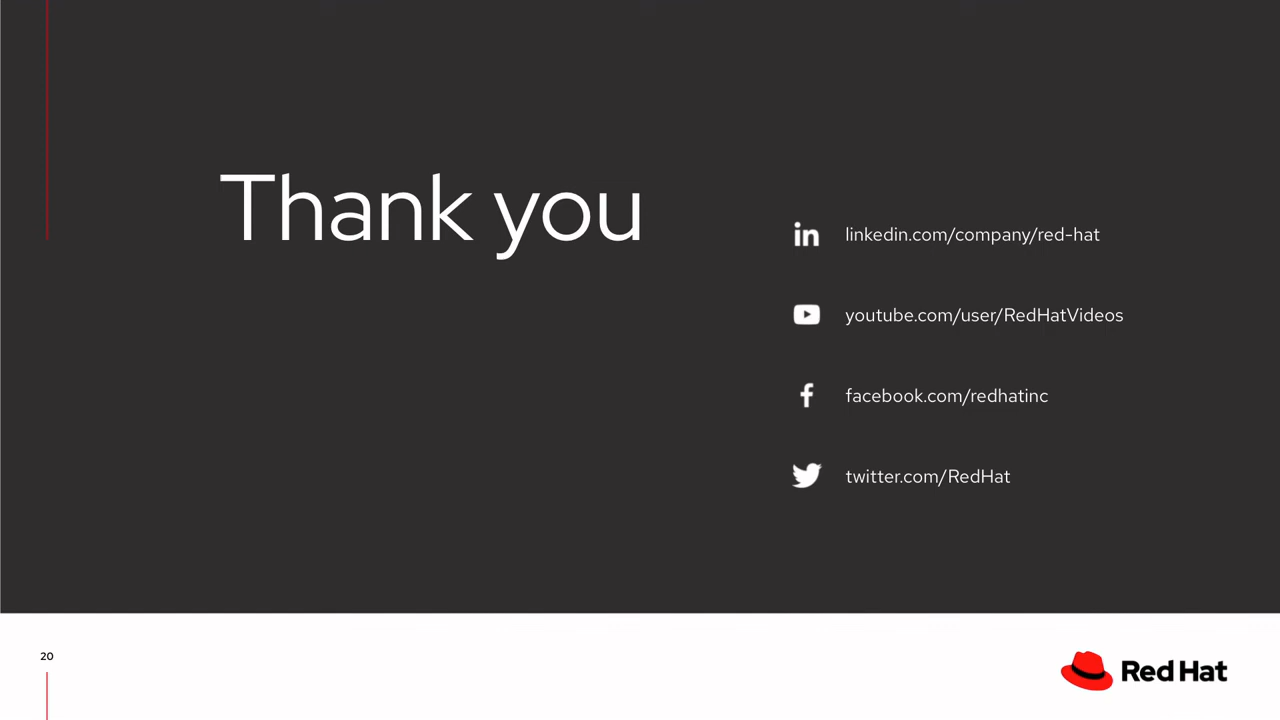 Thank you
linkedin.com/company/red-hat
youtube.com/user/RedHatVideos
facebook.com/redhatinc
twitter.com/RedHat
20
Red Hat